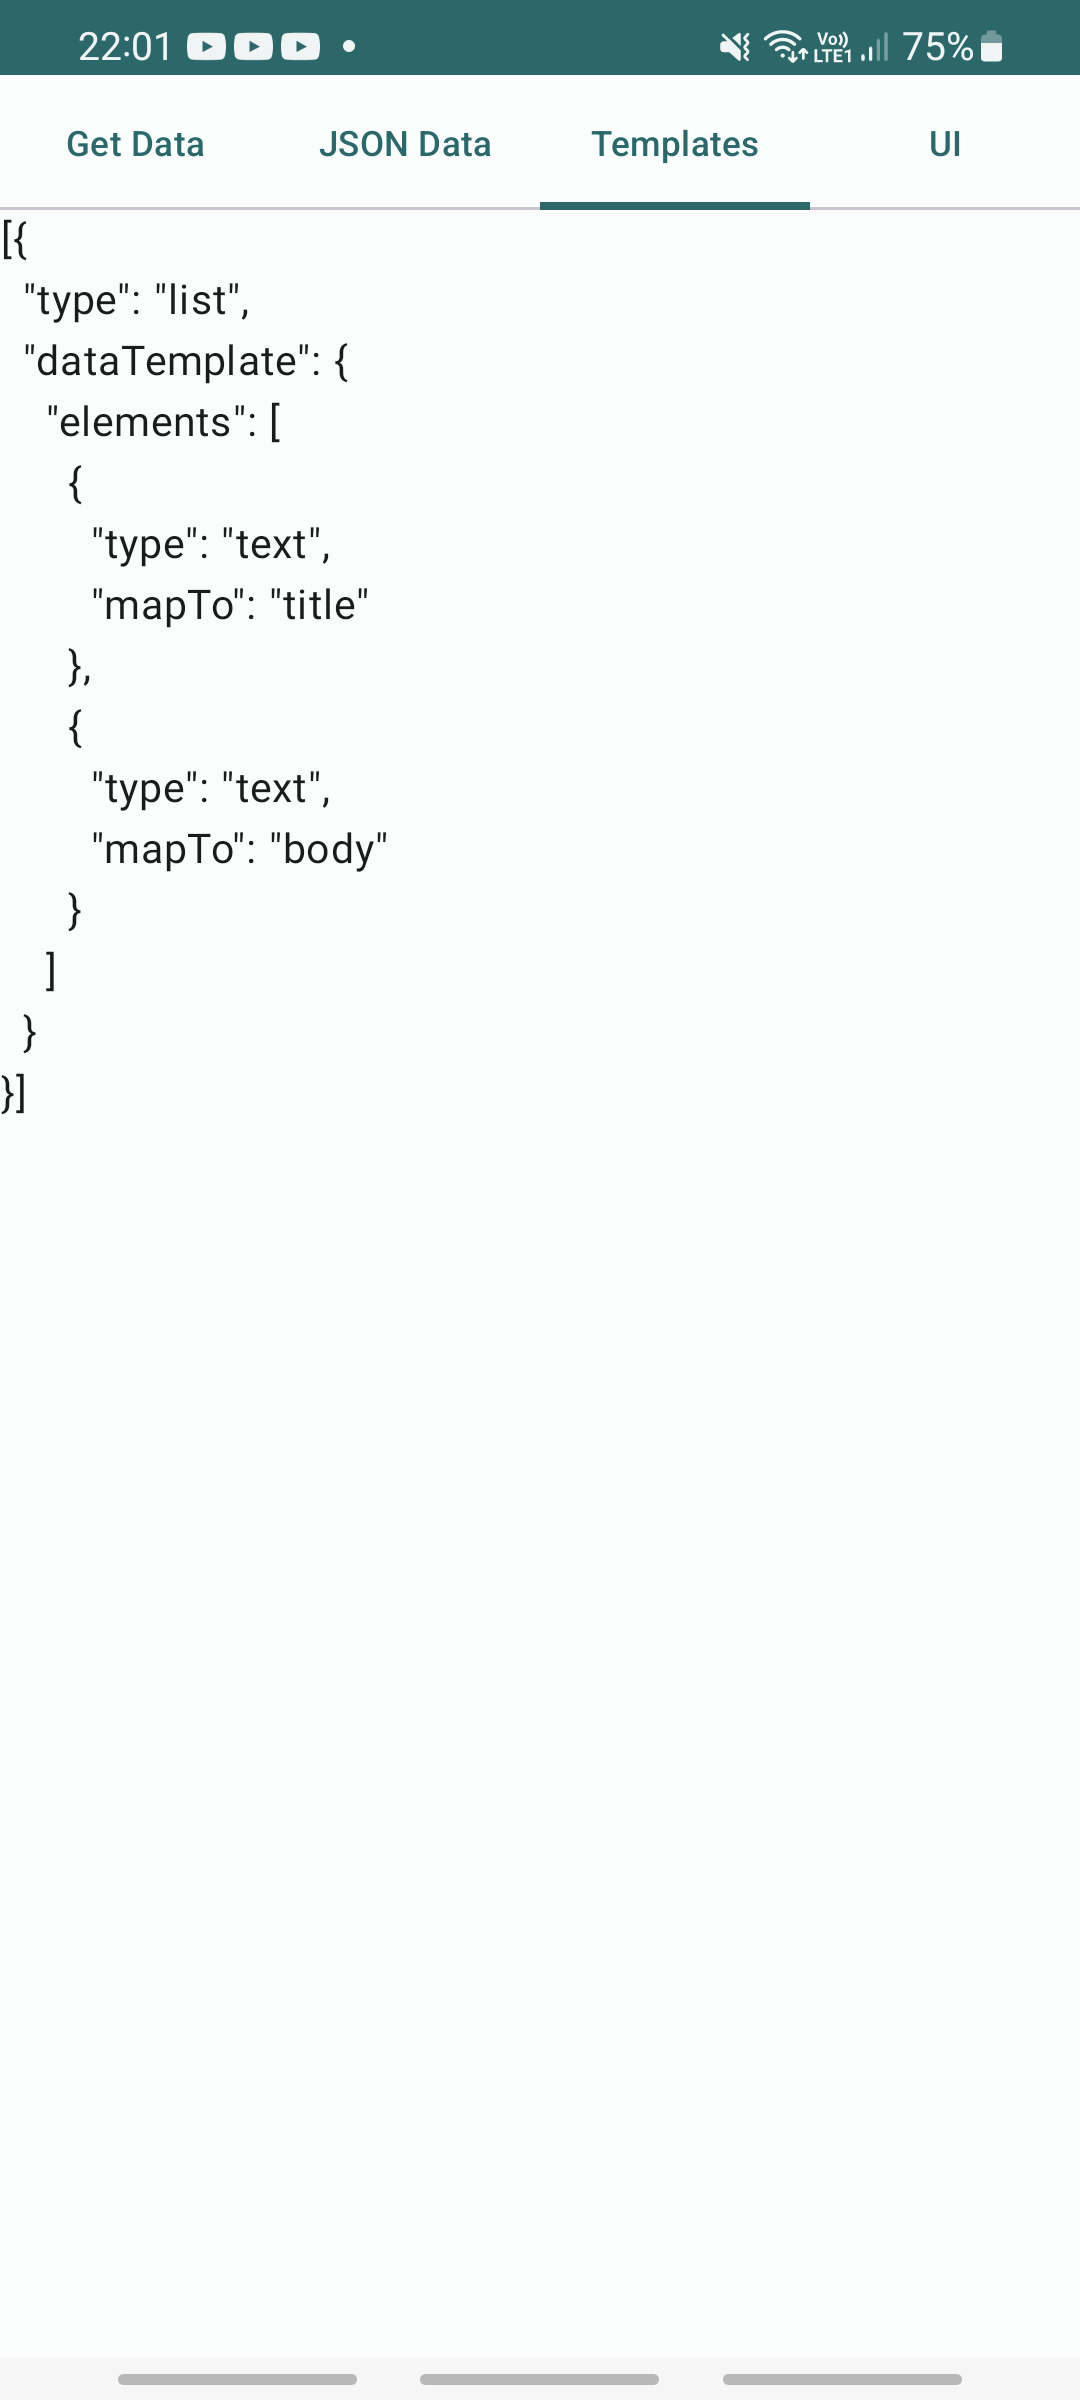 22:01 Vo)) LTE1 75%
Get Data JSON Data Templates UI
[{
  "type": "list",
  "dataTemplate": {
    "elements": [
      {
        "type": "text",
        "mapTo": "title"
      },
      {
        "type": "text",
        "mapTo": "body"
      }
    ]
  }
}]